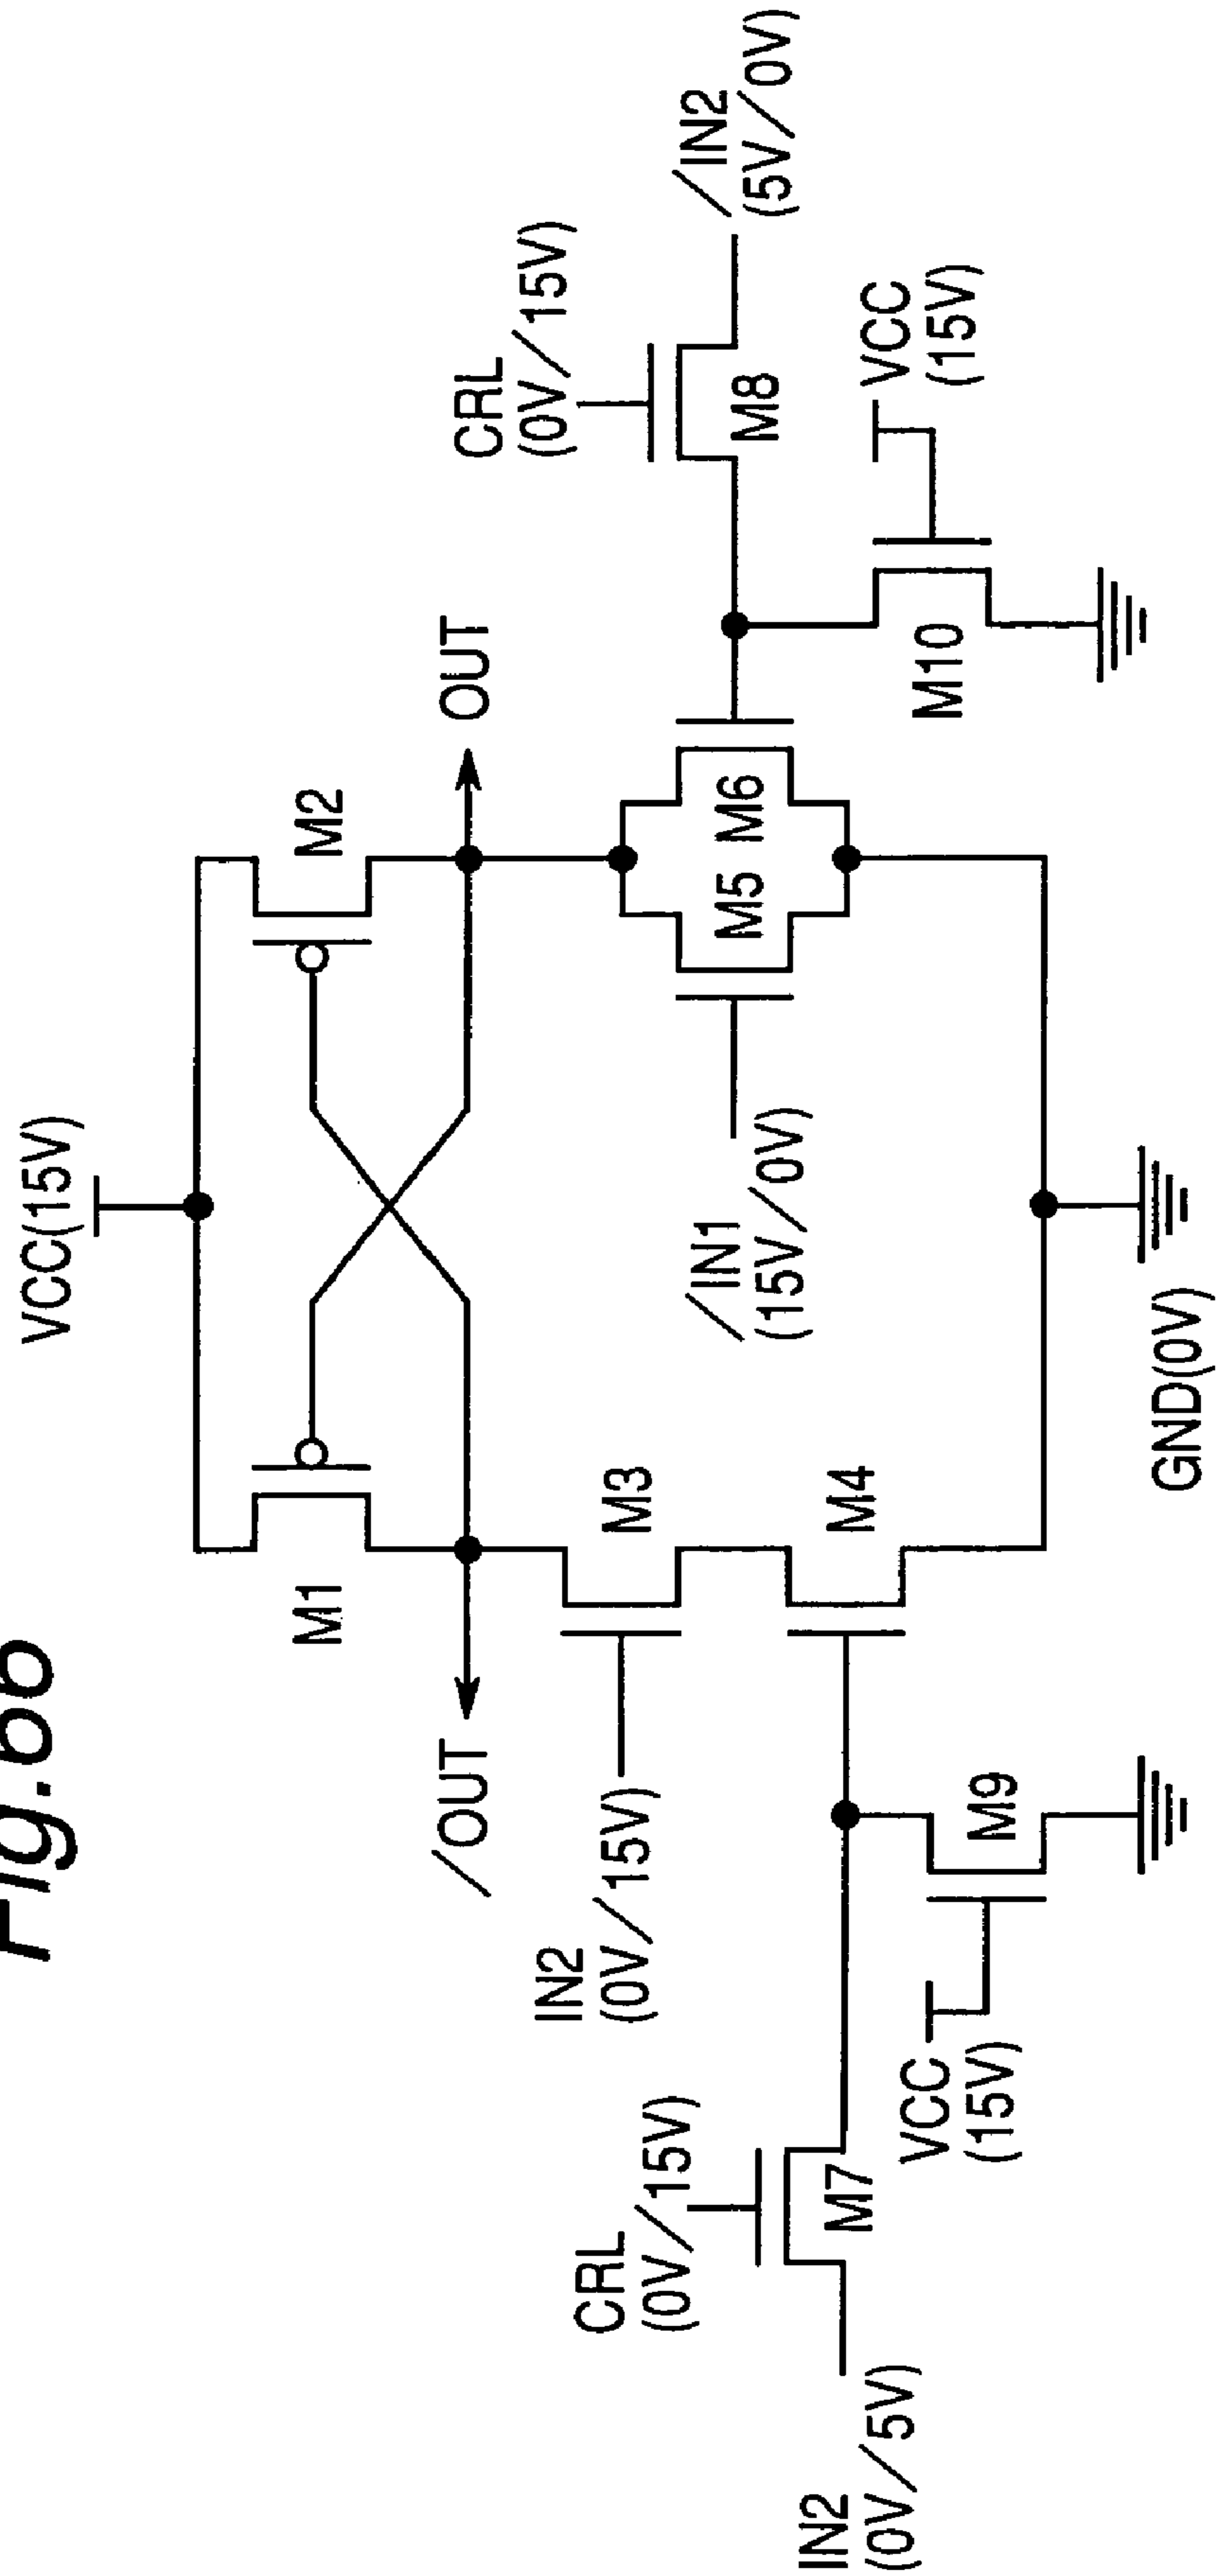 Fig.6b
VCC(15V)
M1
M2
/OUT
OUT
IN2
(0V/15V)
M3
M4
/IN1
(15V/0V)
M5
M6
CRL
(0V/15V)
M8
/IN2
(5V/0V)
VCC
(15V)
M10
CRL
(0V/15V)
M7
IN2
(0V/5V)
VCC
(15V)
M9
GND(0V)